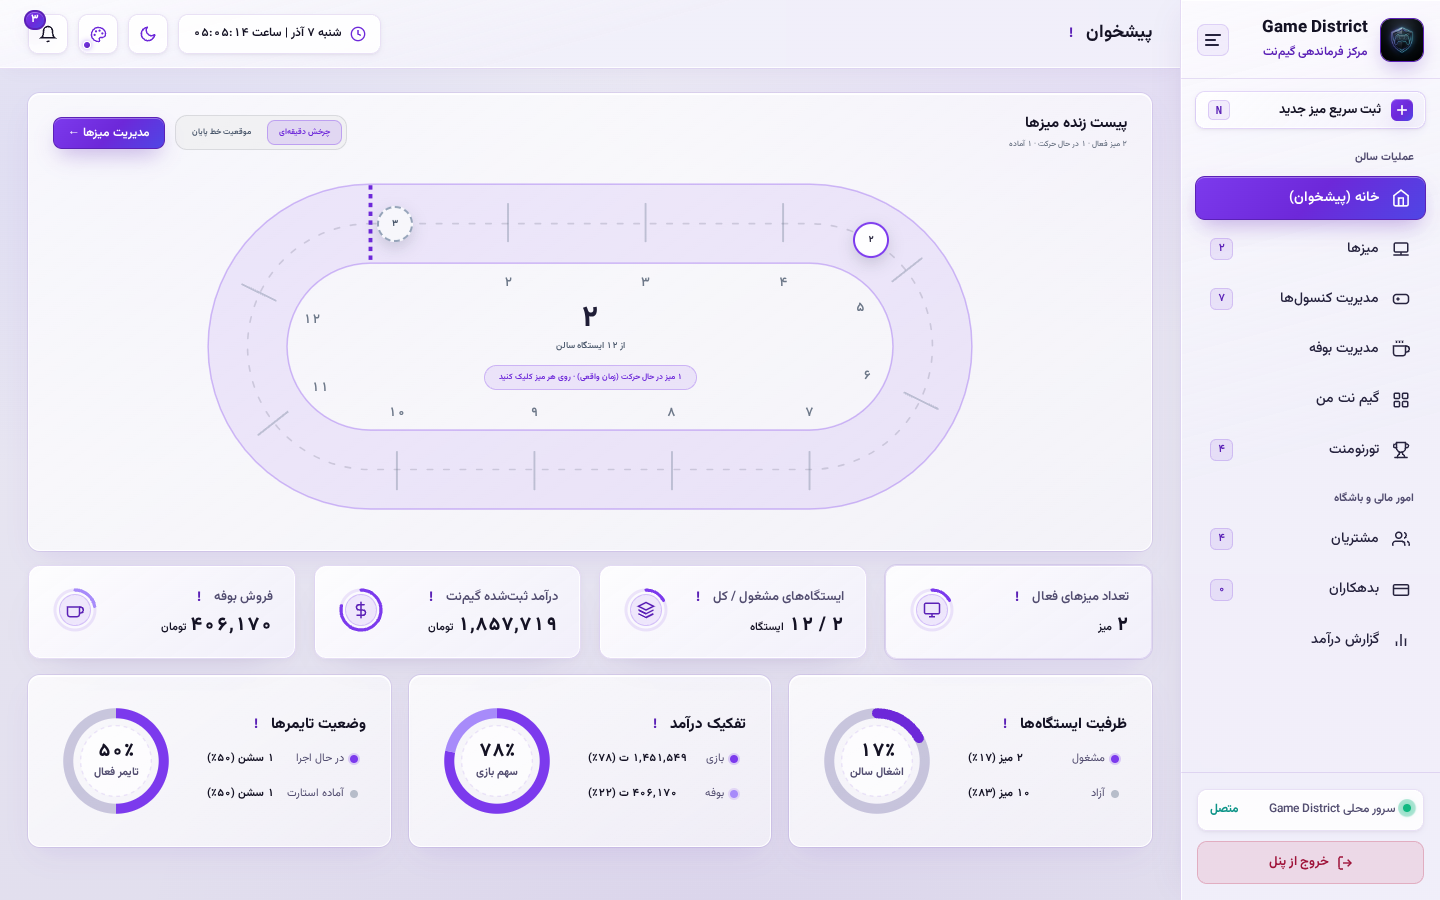 Game District
مرکز فرماندهی گیم‌نت
ثبت سریع میز جدید
N
عملیات سالن
خانه (پیشخوان)
میزها
۲
مدیریت کنسول‌ها
۷
مدیریت بوفه
گیم نت من
تورنومنت
۴
امور مالی و باشگاه
مشتریان
۴
بدهکاران
۰
گزارش درآمد
سرور محلی Game District
متصل
خروج از پنل
پیشخوان !
شنبه ۷ آذر | ساعت ۰۵:۰۵:۱۴
۳
پیست زنده میزها
۲ میز فعال · ۱ در حال حرکت · ۱ آماده
چرخش دقیقه‌ای
موقعیت خط پایان
مدیریت میزها ←
۳
۲
۲
۳
۴
۵
۶
۷
۸
۹
۱۰
۱۱
۱۲
۲
از ۱۲ ایستگاه سالن
۱ میز در حال حرکت (زمان واقعی) · روی هر میز کلیک کنید
تعداد میزهای فعال !
۲ میز
ایستگاه‌های مشغول / کل !
۲ / ۱۲ ایستگاه
درآمد ثبت‌شده گیم‌نت !
۱,۸۵۷,۷۱۹ تومان
فروش بوفه !
۴۰۶,۱۷۰ تومان
ظرفیت ایستگاه‌ها !
مشغول
۲ میز (۱۷٪)
آزاد
۱۰ میز (۸۳٪)
۱۷٪
اشغال سالن
تفکیک درآمد !
بازی
۱,۴۵۱,۵۴۹ ت (۷۸٪)
بوفه
۴۰۶,۱۷۰ ت (۲۲٪)
۷۸٪
سهم بازی
وضعیت تایمرها !
در حال اجرا
۱ سشن (۵۰٪)
آماده استارت
۱ سشن (۵۰٪)
۵۰٪
تایمر فعال